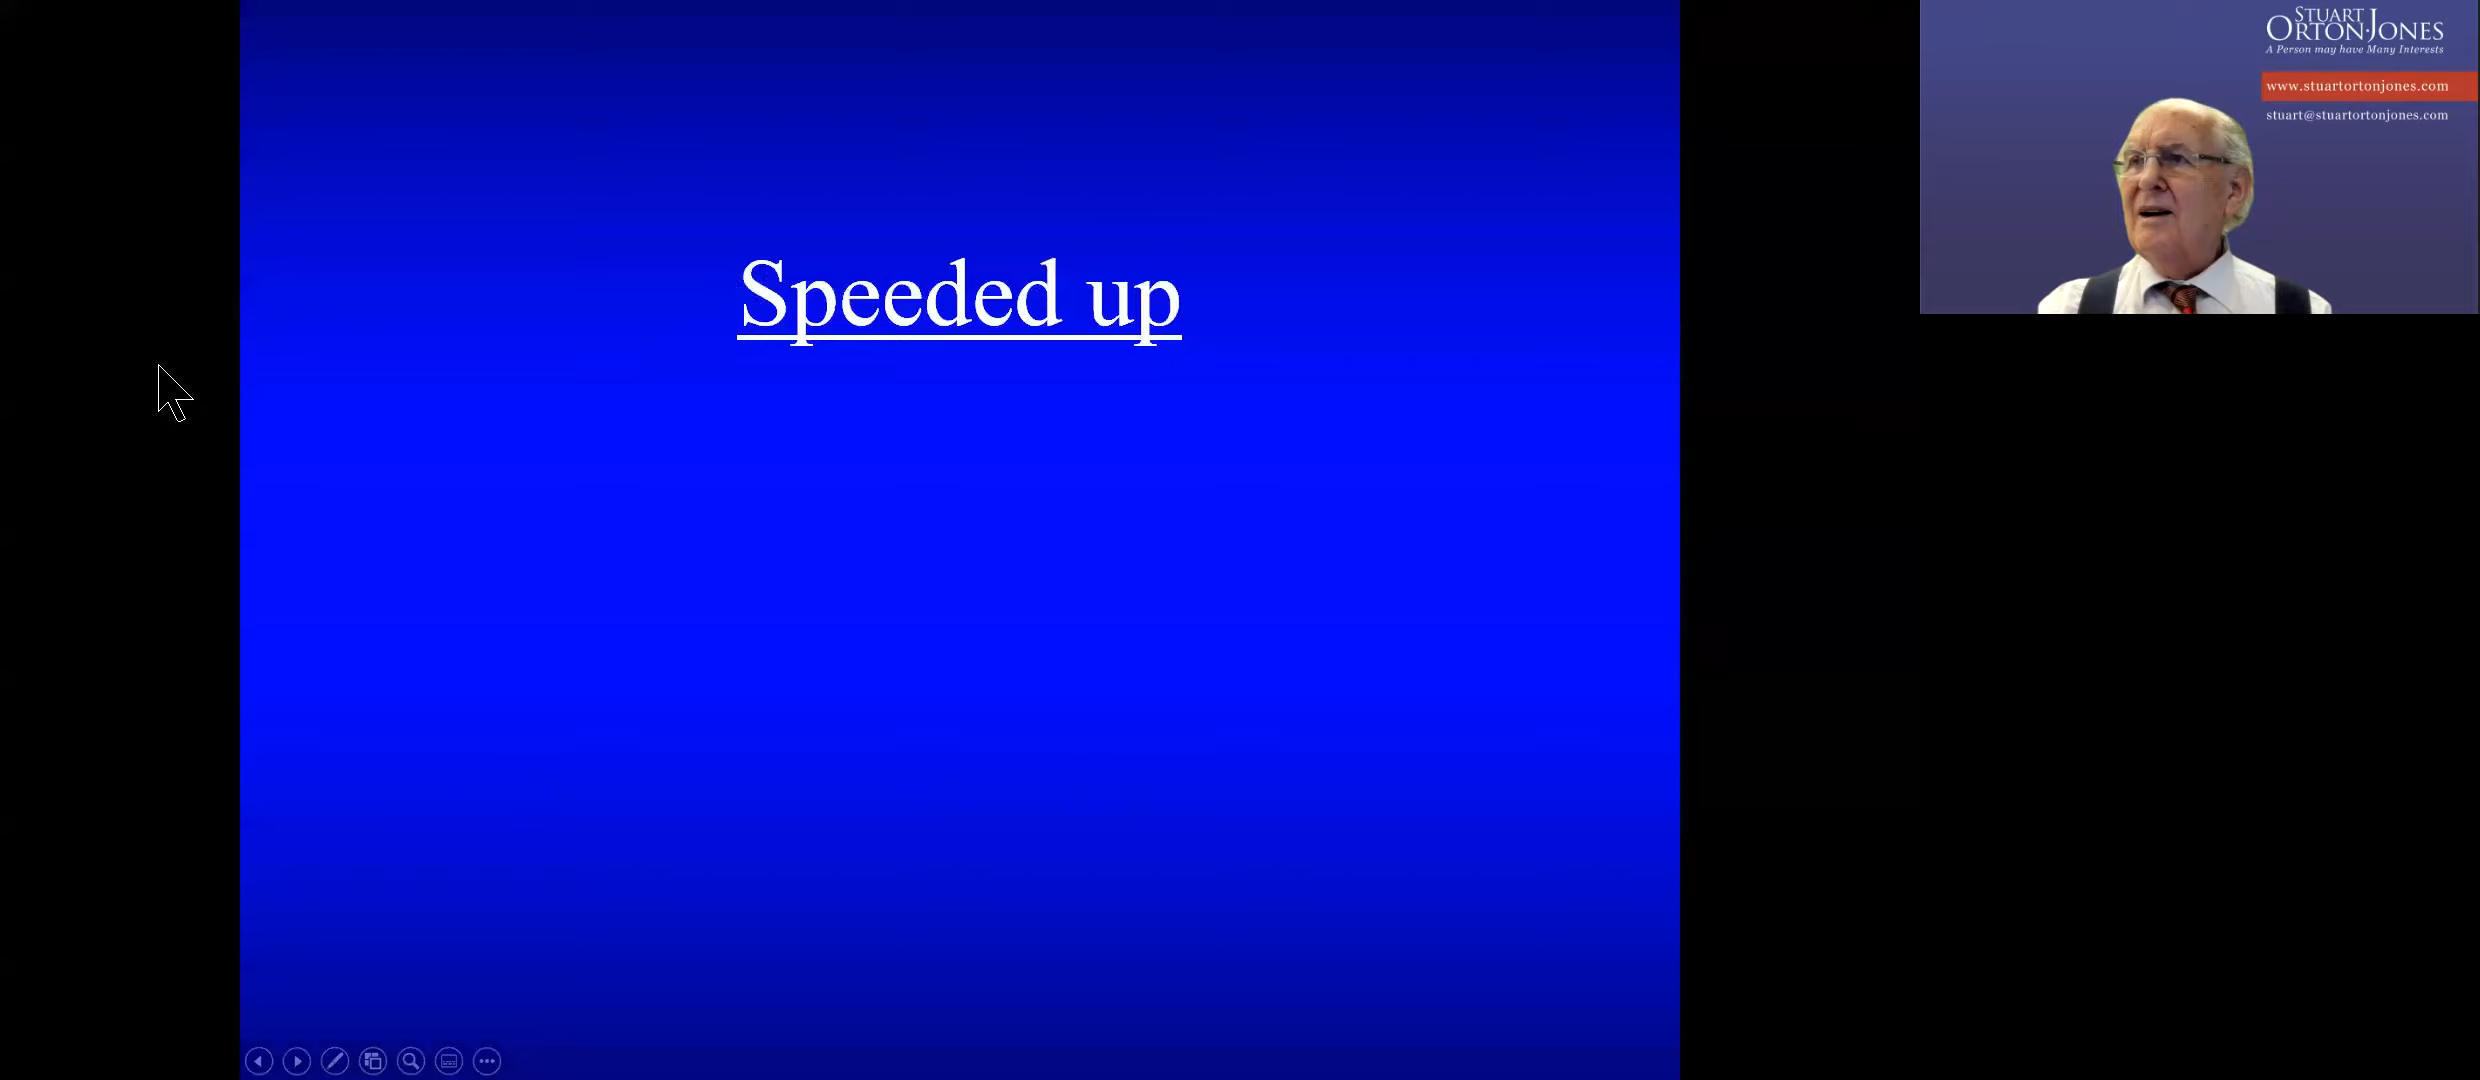 Speeded up
STUART
ORTON-JONES
A Person may have Many Interests
www.stuartortonjones.com
stuart@stuartortonjones.com